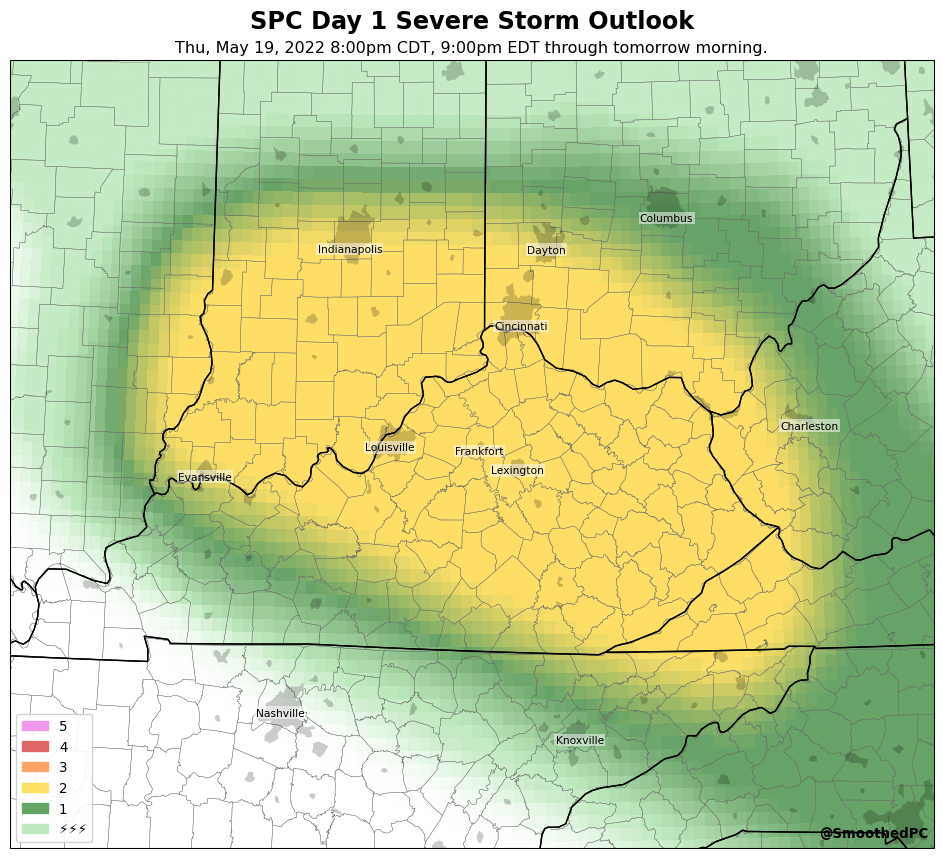 SPC Day 1 Severe Storm Outlook
Thu, May 19, 2022 8:00pm CDT, 9:00pm EDT through tomorrow morning.
Columbus
Indianapolis
Dayton
Cincinnati
Charleston
Louisville
Frankfort
Lexington
Evansville
Nashville
Knoxville
5
4
3
2
1
⚡⚡⚡
@SmoothedPC